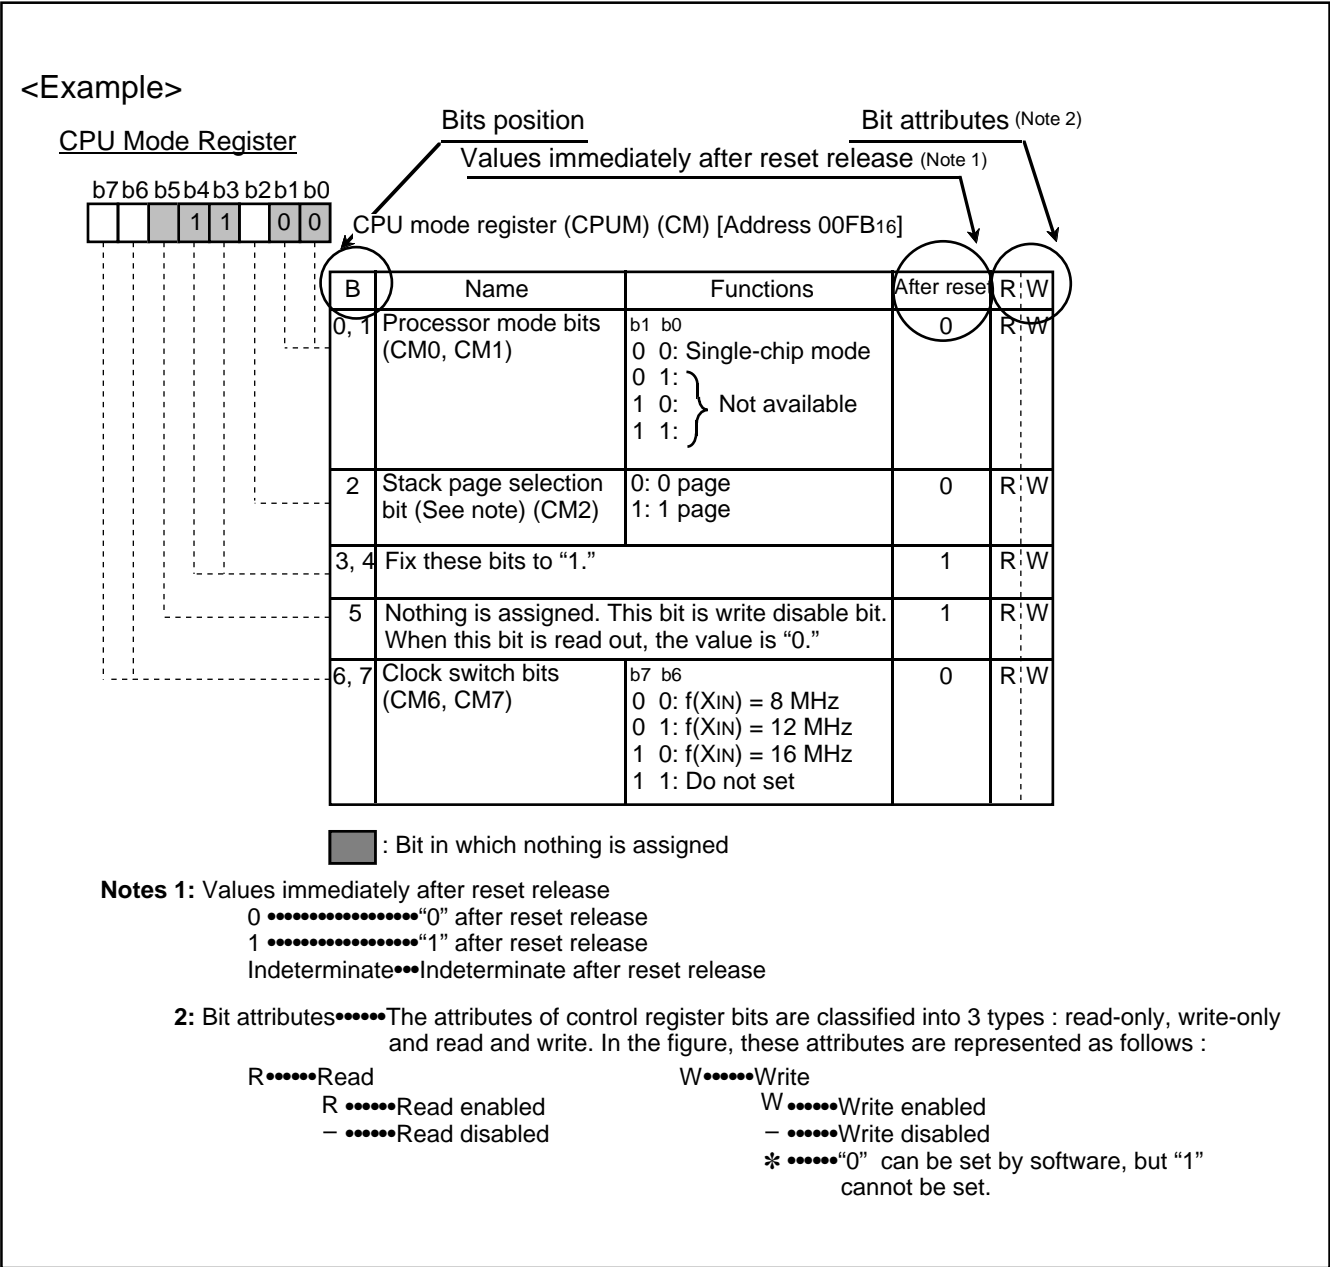 <Example>
Bits position
Bit attributes (Note 2)
CPU Mode Register
Values immediately after reset release (Note 1)
b7 b6 b5 b4 b3 b2 b1 b0
1 1 0 0
CPU mode register (CPUM) (CM) [Address 00FB16]
B Name Functions After reset R W
0, 1 Processor mode bits b1 b0 0 R W
(CM0, CM1) 0 0: Single-chip mode
0 1:
1 0: Not available
1 1:
2 Stack page selection 0: 0 page 0 R W
bit (See note) (CM2) 1: 1 page
3, 4 Fix these bits to “1.” 1 R W
5 Nothing is assigned. This bit is write disable bit. 1 R W
When this bit is read out, the value is “0.”
6, 7 Clock switch bits b7 b6 0 R W
(CM6, CM7) 0 0: f(XIN) = 8 MHz
0 1: f(XIN) = 12 MHz
1 0: f(XIN) = 16 MHz
1 1: Do not set
: Bit in which nothing is assigned
Notes 1: Values immediately after reset release
0 ••••••••••••••••••“0” after reset release
1 ••••••••••••••••••“1” after reset release
Indeterminate•••Indeterminate after reset release
2: Bit attributes••••••The attributes of control register bits are classified into 3 types : read-only, write-only
and read and write. In the figure, these attributes are represented as follows :
R••••••Read W••••••Write
R ••••••Read enabled W ••••••Write enabled
– ••••••Read disabled – ••••••Write disabled
✻ ••••••“0” can be set by software, but “1”
cannot be set.